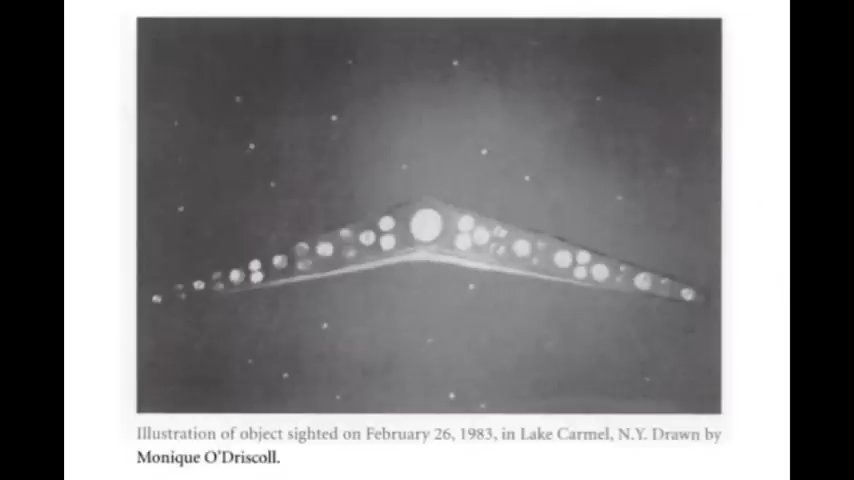 Illustration of object sighted on February 26, 1983, in Lake Carmel, N.Y. Drawn by
Monique O'Driscoll.